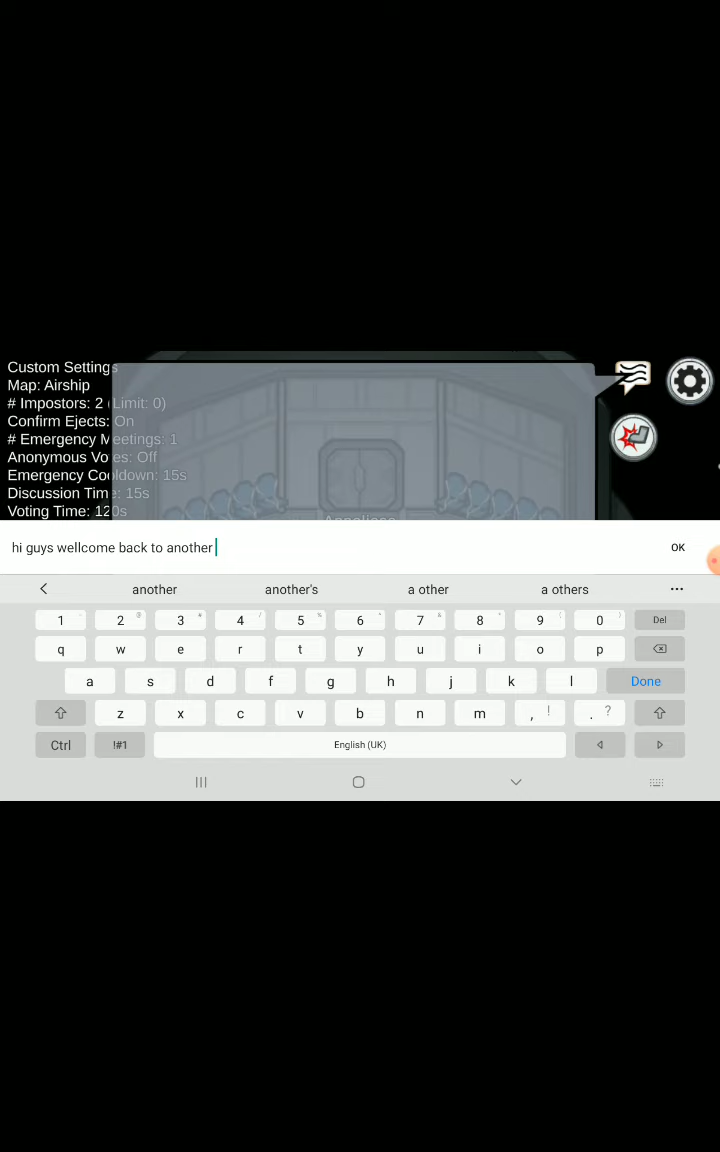 Custom Settings
Map: Airship
# Impostors: 2 (Limit: 0)
Confirm Ejects: On
# Emergency Meetings: 1
Anonymous Votes: Off
Emergency Cooldown: 15s
Discussion Time: 15s
Voting Time: 120s
hi guys wellcome back to another
OK
another another's a other a others
1 2 3 4 5 6 7 8 9 0 Del
q w e r t y u i o p
a s d f g h j k l Done
z x c v b n m , ! . ?
Ctrl !#1 English (UK)